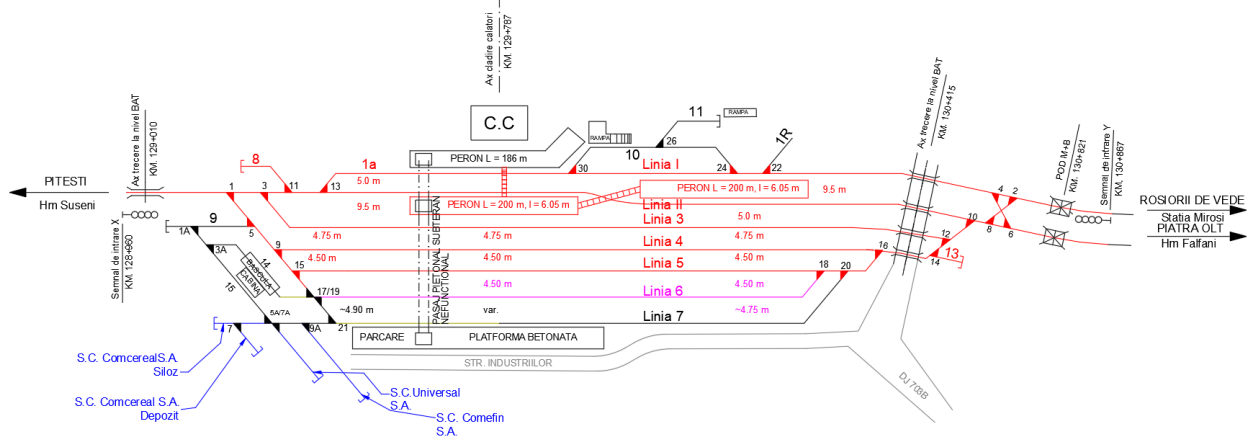 Ax cladire calatori
KM. 129+787
Ax trecere la nivel BAT
KM. 129+010
Ax trecere la nivel BAT
KM. 130+415
POD M+B
KM. 130+821
Semnal de intrare Y
KM. 130+867
C.C
RAMPA
11
RAMPA
26
1R
10
8
1a
PERON L = 186 m
30
Linia I
24
22
PITESTI
Hm Suseni
1
3
11
13
5.0 m
PERON L = 200 m, l = 6.05 m
9.5 m
4
2
9.5 m
PERON L = 200 m, l = 6.05 m
Linia II
ROSIORII DE VEDE
Statia Mirosi
PIATRA OLT
Hm Falfani
Semnal de intrare X
KM. 128+960
9
1A
5
Linia 3
5.0 m
10
8
6
4.75 m
4.75 m
Linia 4
4.75 m
12
3A
9
4.50 m
4.50 m
4.50 m
16
14
13
14
BASCULA
CABINA
15
15
Linia 5
18
20
4.50 m
4.50 m
17/19
Linia 6
PASAJ PIETONAL SUBTERAN
NEFUNCTIONAL
5A/7A
~4.90 m
var.
~4.75 m
Linia 7
7
9A
21
PARCARE
PLATFORMA BETONATA
STR. INDUSTRIILOR
DJ 703B
S.C. ComcerealS.A.
Siloz
S.C. Comcereal S.A.
Depozit
S.C.Universal
S.A.
S.C. Comefin
S.A.